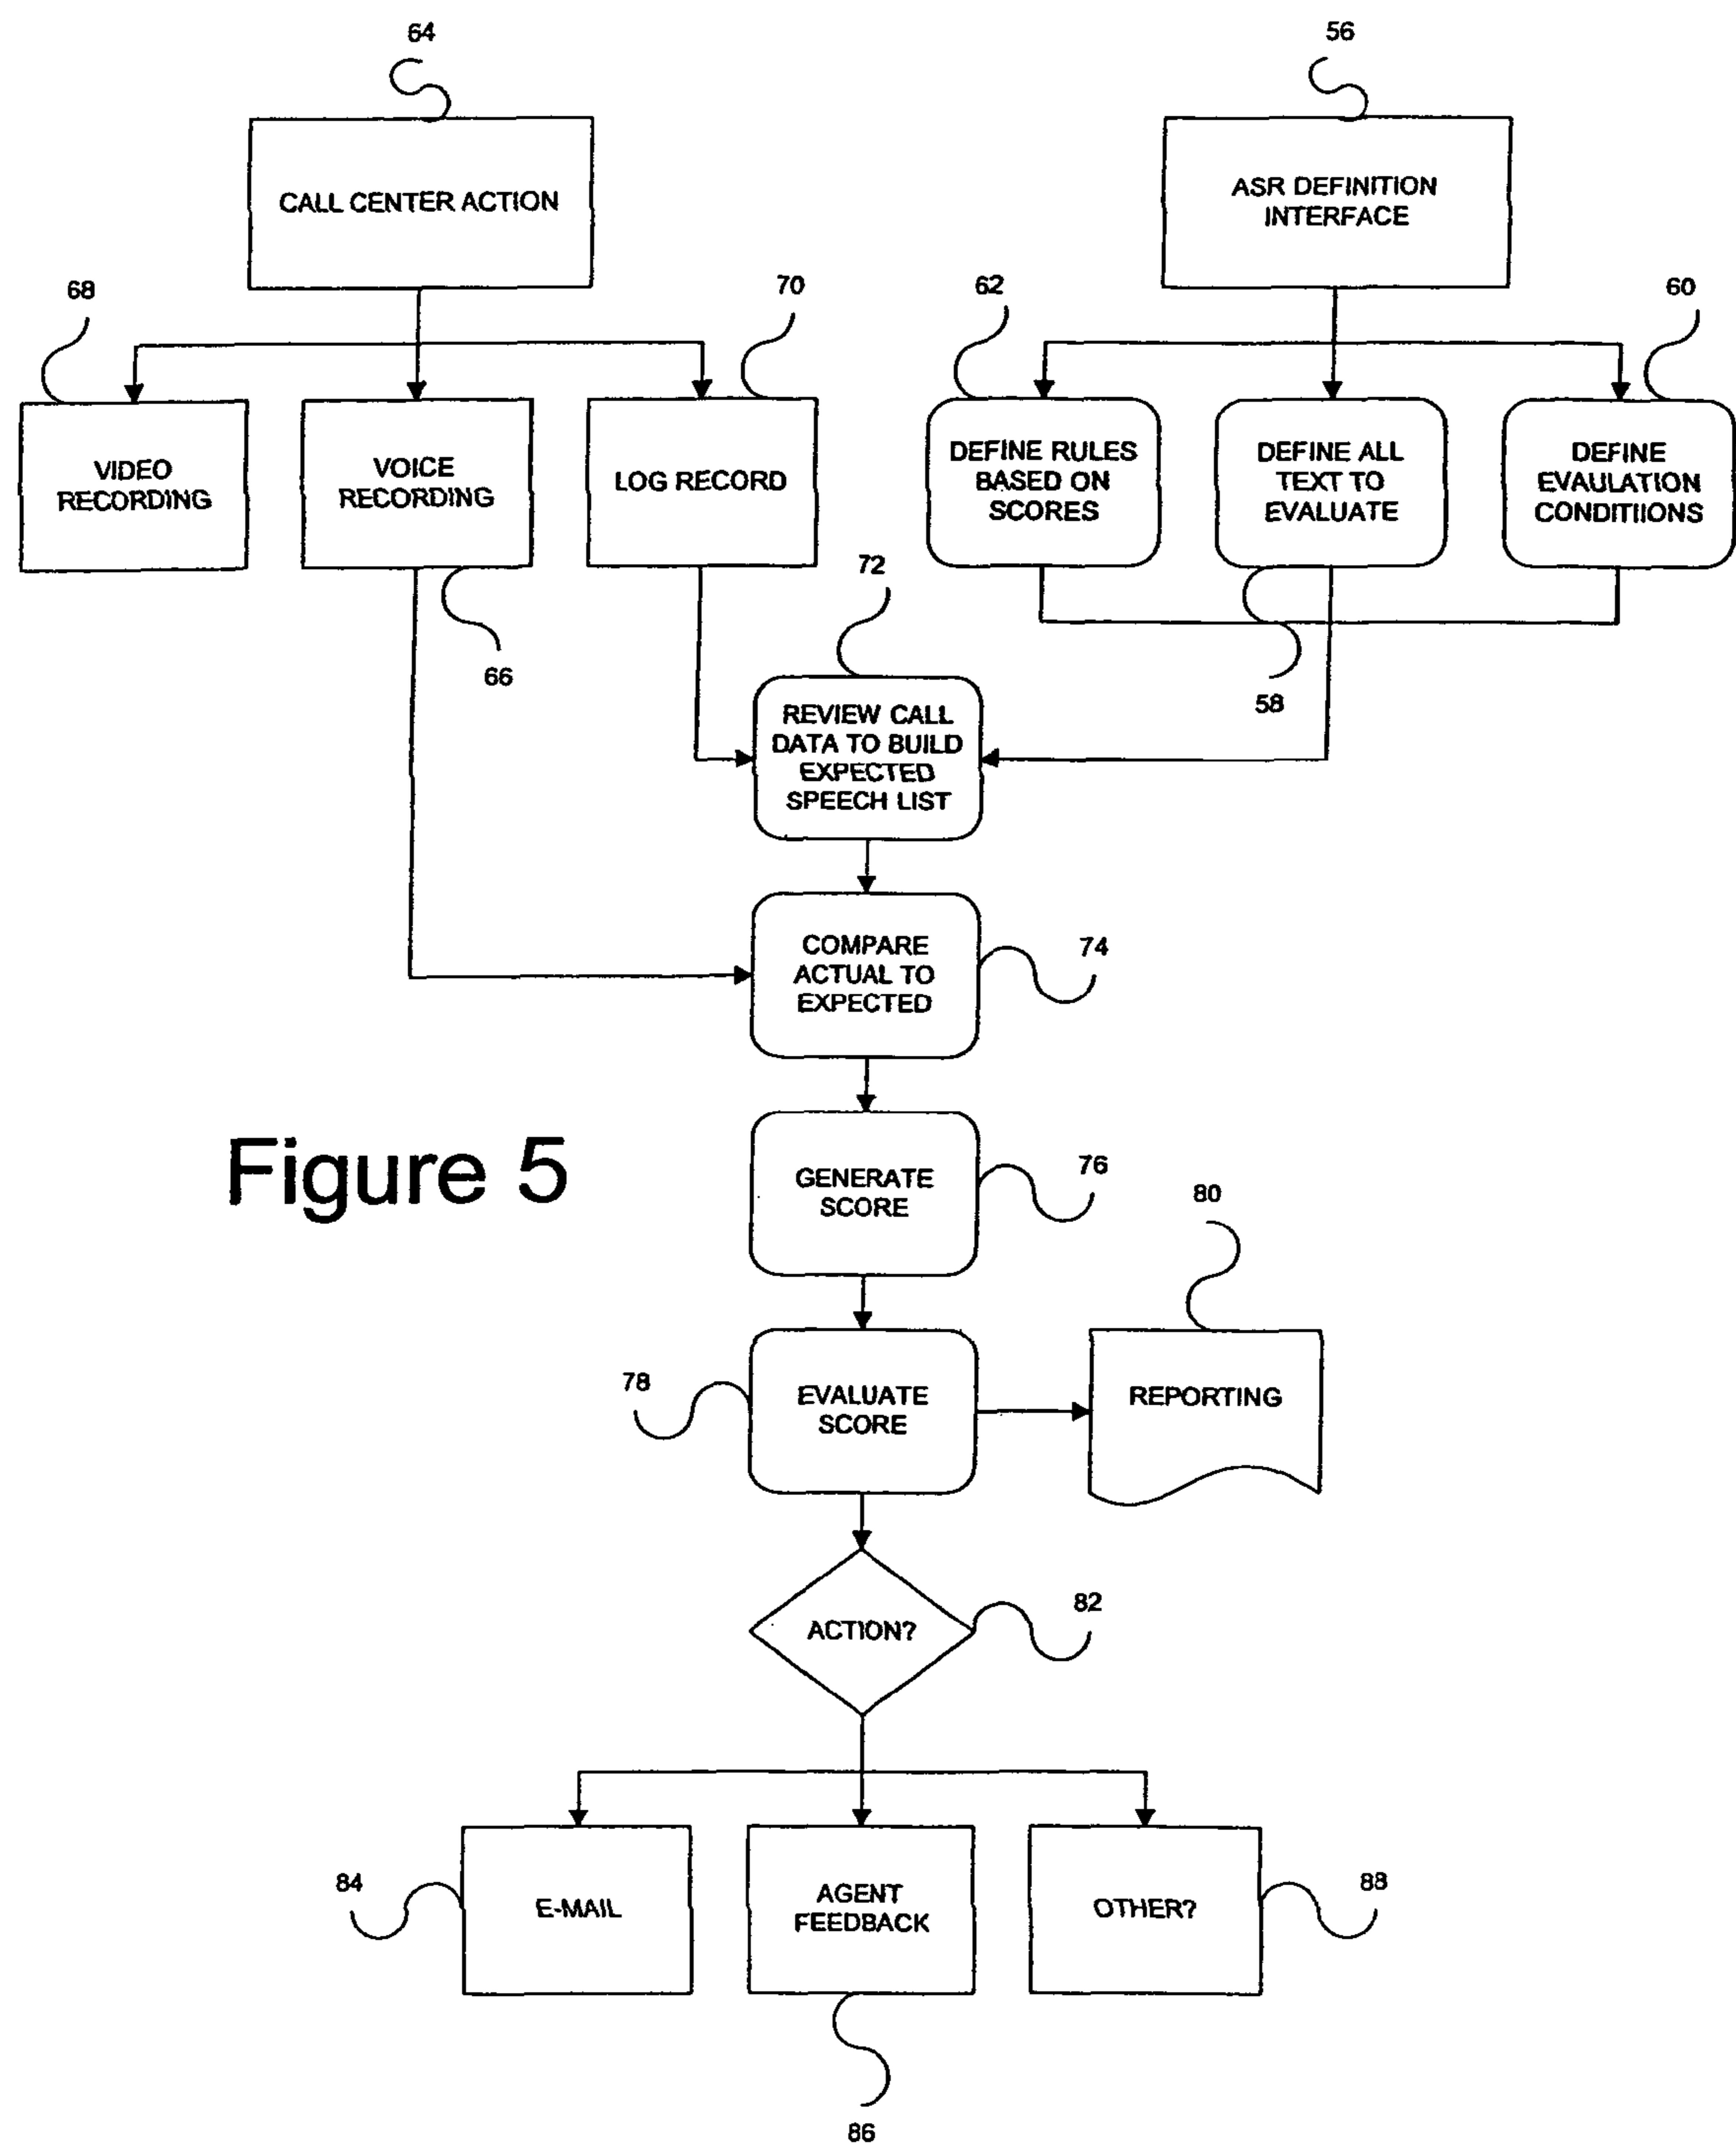 64
56
CALL CENTER ACTION
ASR DEFINITION
INTERFACE
68
70
62
60
VIDEO
RECORDING
VOICE
RECORDING
LOG RECORD
DEFINE RULES
BASED ON
SCORES
DEFINE ALL
TEXT TO
EVALUATE
DEFINE
EVAULATION
CONDITIIONS
72
66
58
REVIEW CALL
DATA TO BUILD
EXPECTED
SPEECH LIST
COMPARE
ACTUAL TO
EXPECTED
74
Figure 5
GENERATE
SCORE
76
80
78
EVALUATE
SCORE
REPORTING
ACTION?
82
84
E-MAIL
AGENT
FEEDBACK
OTHER?
88
86